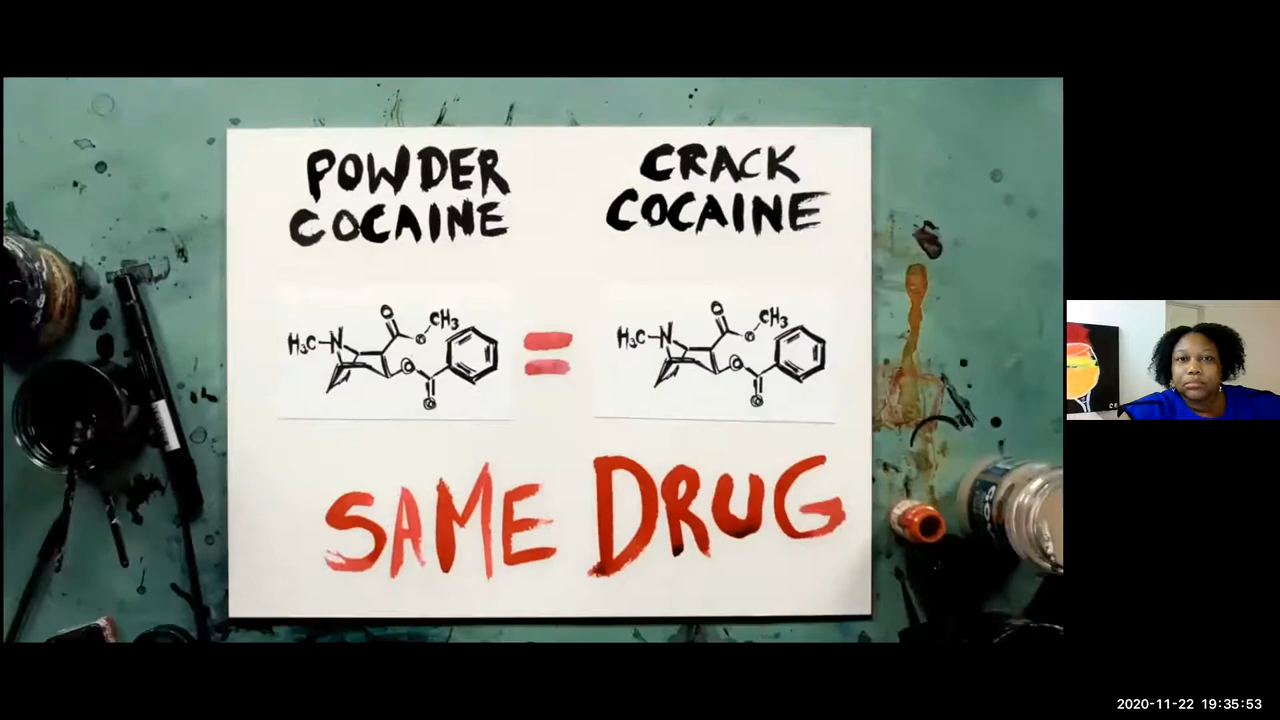 POWDER
COCAINE
CRACK
COCAINE
H₃C
N
O
O
CH₃
O
O
H₃C
N
O
O
CH₃
O
O
SAME DRUG
2020-11-22 19:35:53